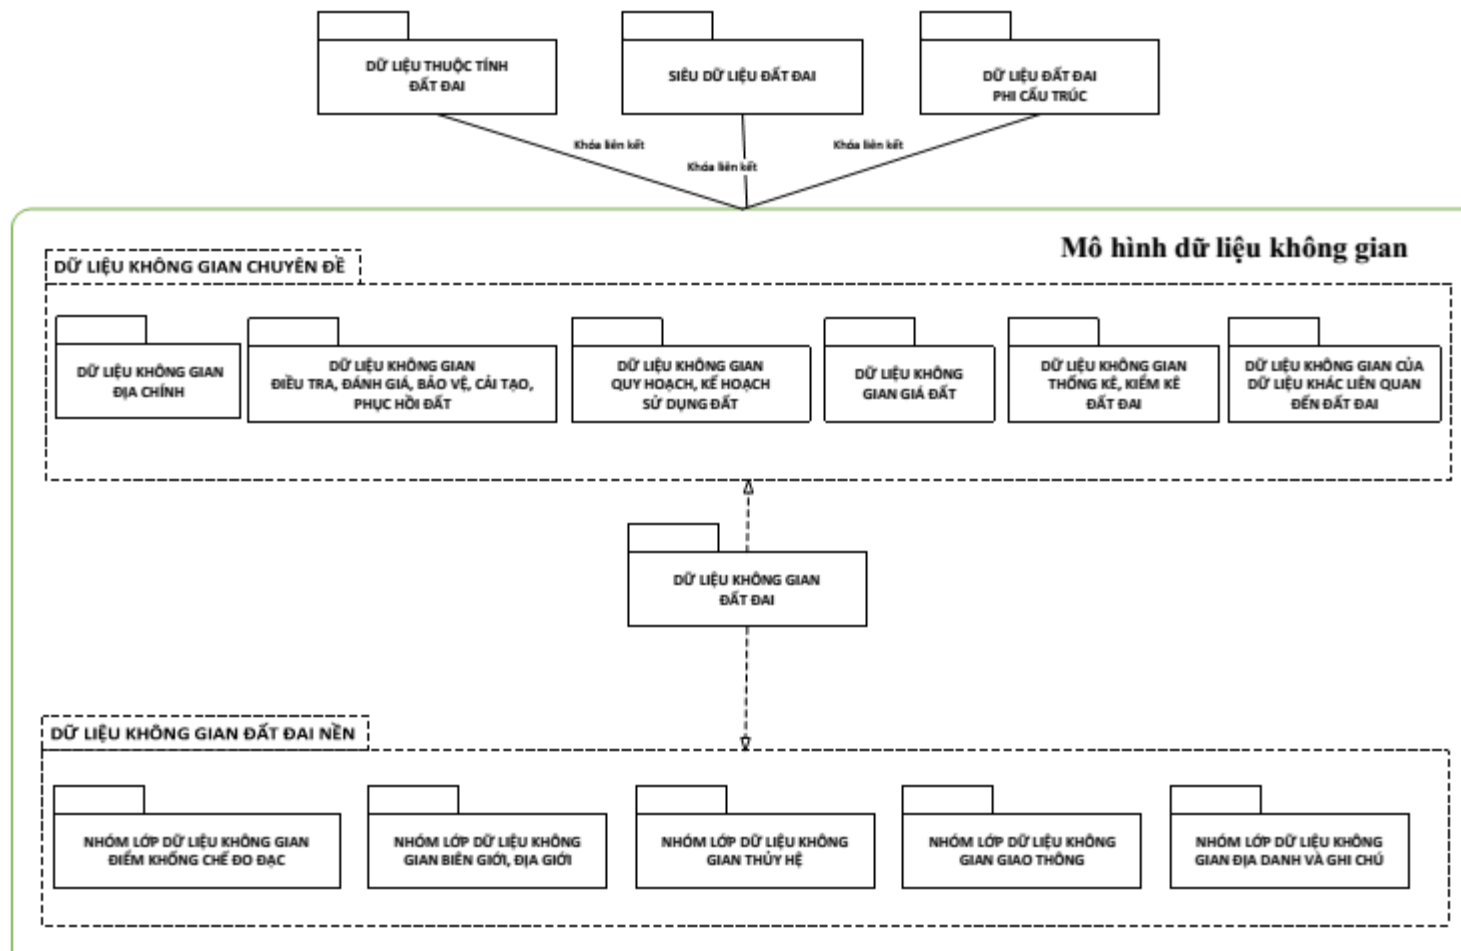 DỮ LIỆU THUỘC TÍNH
ĐẤT ĐAI
SIÊU DỮ LIỆU ĐẤT ĐAI
DỮ LIỆU ĐẤT ĐAI
PHI CẤU TRÚC
Khóa liên kết
Khóa liên kết
Khóa liên kết
Mô hình dữ liệu không gian
DỮ LIỆU KHÔNG GIAN CHUYÊN ĐỀ
DỮ LIỆU KHÔNG GIAN
ĐỊA CHÍNH
DỮ LIỆU KHÔNG GIAN
ĐIỀU TRA, ĐÁNH GIÁ, BẢO VỆ, CẢI TẠO,
PHỤC HỒI ĐẤT
DỮ LIỆU KHÔNG GIAN
QUY HOẠCH, KẾ HOẠCH
SỬ DỤNG ĐẤT
DỮ LIỆU KHÔNG
GIAN GIÁ ĐẤT
DỮ LIỆU KHÔNG GIAN
THỐNG KÊ, KIỂM KÊ
ĐẤT ĐAI
DỮ LIỆU KHÔNG GIAN CỦA
DỮ LIỆU KHÁC LIÊN QUAN
ĐẾN ĐẤT ĐAI
DỮ LIỆU KHÔNG GIAN
ĐẤT ĐAI
DỮ LIỆU KHÔNG GIAN ĐẤT ĐAI NỀN
NHÓM LỚP DỮ LIỆU KHÔNG GIAN
ĐIỂM KHỐNG CHẾ ĐO ĐẠC
NHÓM LỚP DỮ LIỆU KHÔNG
GIAN BIÊN GIỚI, ĐỊA GIỚI
NHÓM LỚP DỮ LIỆU KHÔNG
GIAN THỦY HỆ
NHÓM LỚP DỮ LIỆU KHÔNG
GIAN GIAO THÔNG
NHÓM LỚP DỮ LIỆU KHÔNG
GIAN ĐỊA DANH VÀ GHI CHÚ